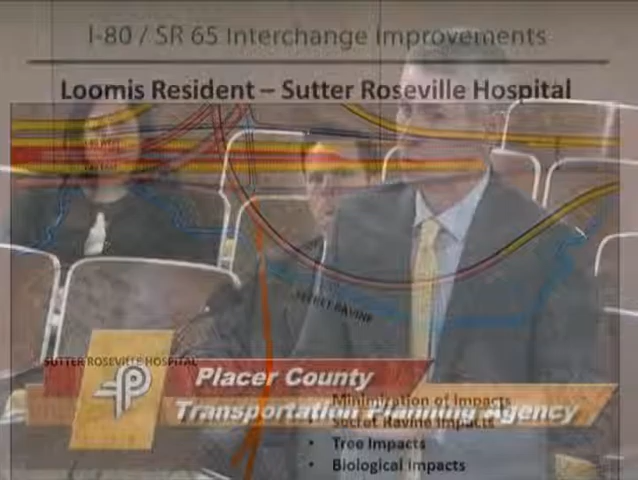 I-80 / SR 65 Interchange Improvements
Loomis Resident – Sutter Roseville Hospital
SECRET RAVINE
SUTTER ROSEVILLE HOSPITAL
Placer County
Transportation Planning Agency
Minimization of Impacts
Secret Ravine Impacts
• Tree Impacts
• Biological Impacts